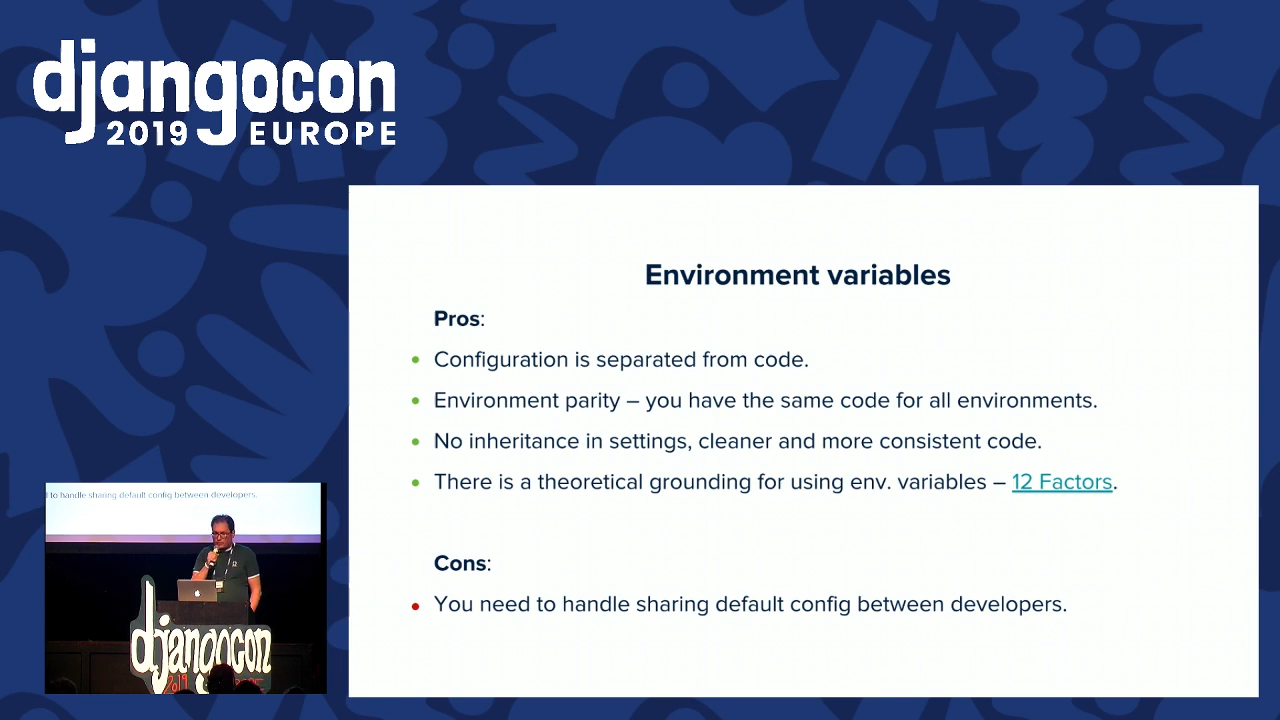 djangocon
2019 EUROPE
Environment variables
Pros:
Configuration is separated from code.
Environment parity – you have the same code for all environments.
No inheritance in settings, cleaner and more consistent code.
There is a theoretical grounding for using env. variables – 12 Factors.
Cons:
You need to handle sharing default config between developers.
to handle sharing default config between developers.
djangocon
2019